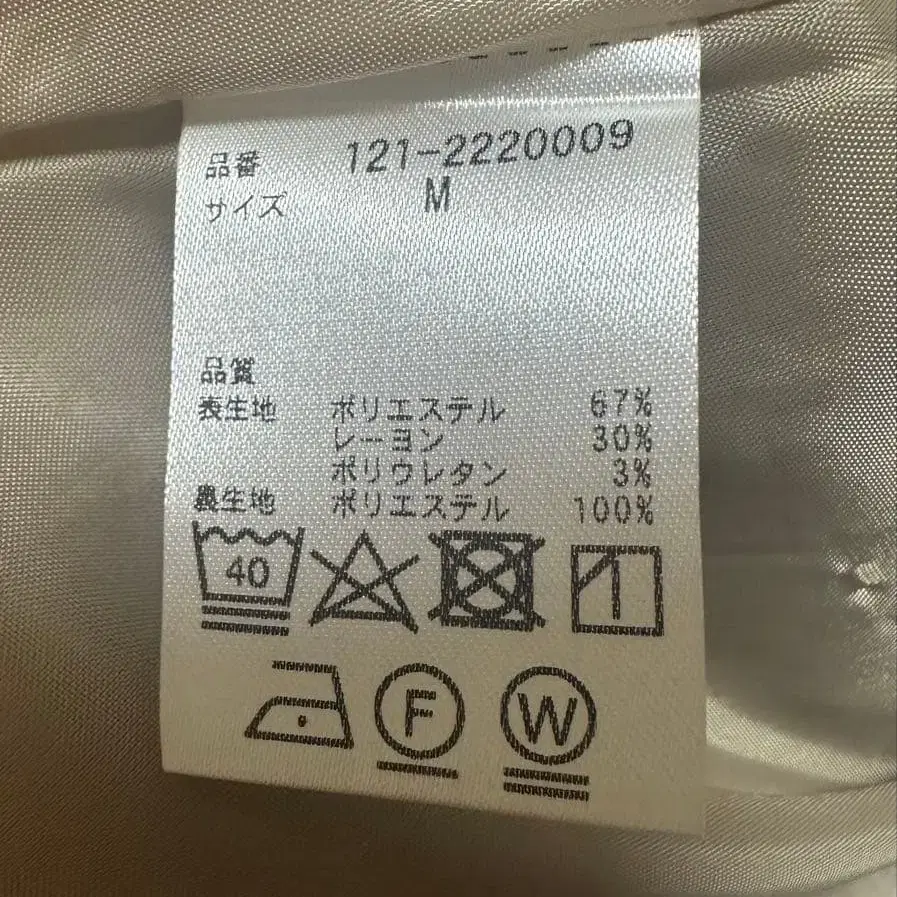 品番 121-2220009
サイズ M
品質
表生地 ポリエステル 67%
レーヨン 30%
ポリウレタン 3%
裏生地 ポリエステル 100%
40
F W